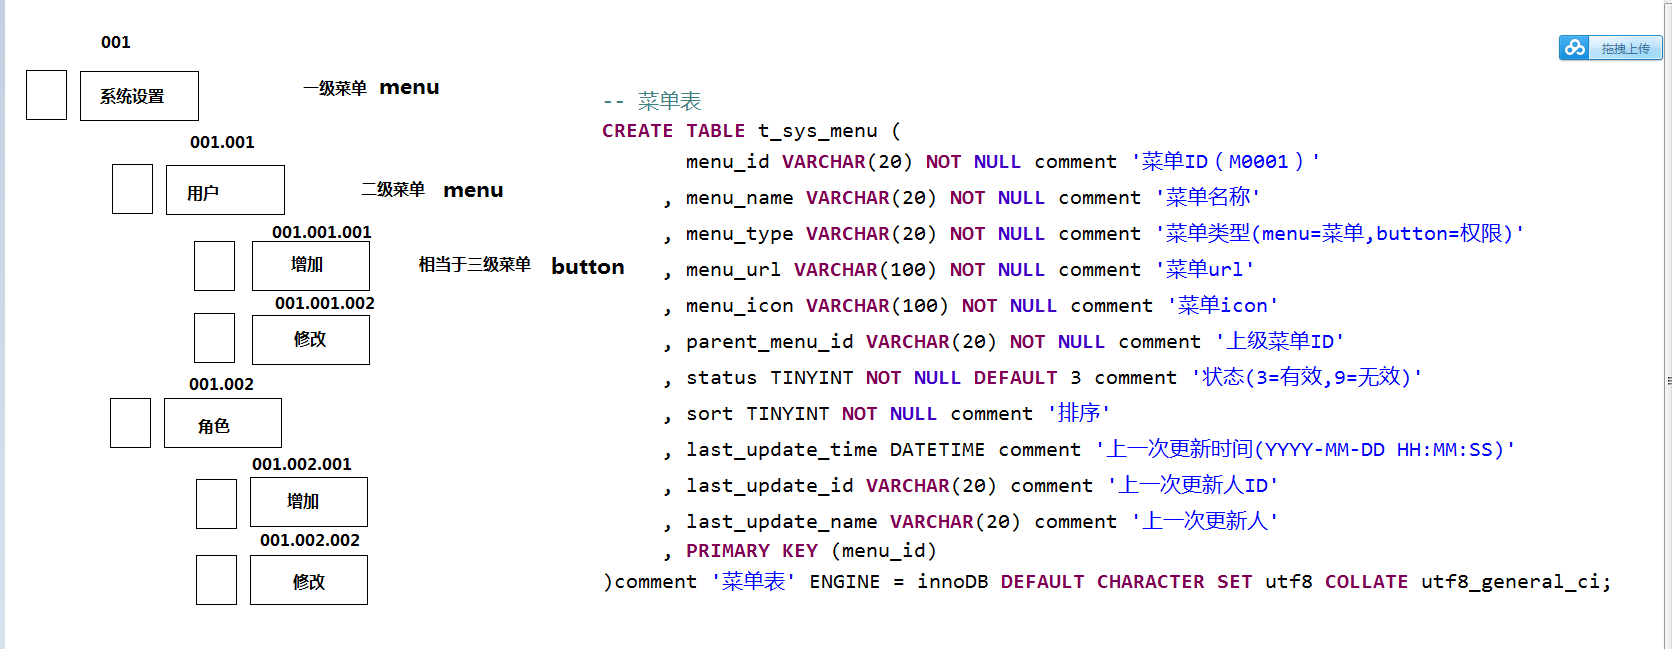 001
系统设置
一级菜单 menu
001.001
用户
二级菜单 menu
001.001.001
增加
相当于三级菜单 button
001.001.002
修改
001.002
角色
001.002.001
增加
001.002.002
修改
拖拽上传
-- 菜单表
CREATE TABLE t_sys_menu (
menu_id VARCHAR(20) NOT NULL comment '菜单ID（M0001）'
, menu_name VARCHAR(20) NOT NULL comment '菜单名称'
, menu_type VARCHAR(20) NOT NULL comment '菜单类型(menu=菜单,button=权限)'
, menu_url VARCHAR(100) NOT NULL comment '菜单url'
, menu_icon VARCHAR(100) NOT NULL comment '菜单icon'
, parent_menu_id VARCHAR(20) NOT NULL comment '上级菜单ID'
, status TINYINT NOT NULL DEFAULT 3 comment '状态(3=有效,9=无效)'
, sort TINYINT NOT NULL comment '排序'
, last_update_time DATETIME comment '上一次更新时间(YYYY-MM-DD HH:MM:SS)'
, last_update_id VARCHAR(20) comment '上一次更新人ID'
, last_update_name VARCHAR(20) comment '上一次更新人'
, PRIMARY KEY (menu_id)
)comment '菜单表' ENGINE = innoDB DEFAULT CHARACTER SET utf8 COLLATE utf8_general_ci;